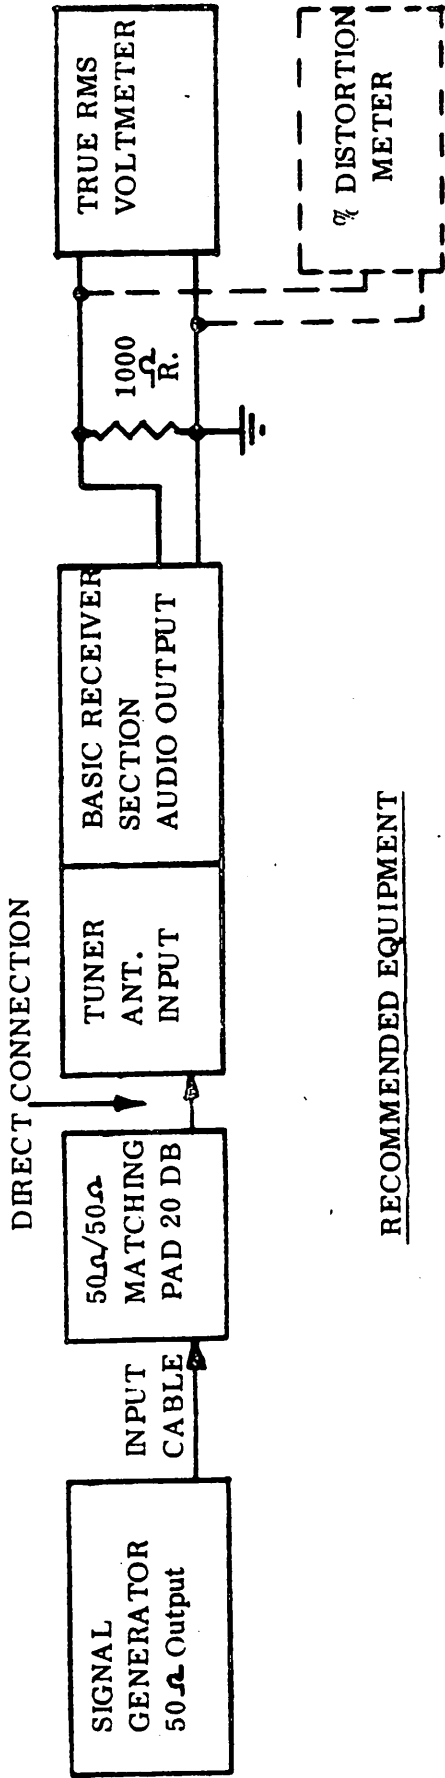 SIGNAL
GENERATOR
50Ω Output
INPUT
CABLE
DIRECT CONNECTION
50Ω/50Ω
MATCHING
PAD 20 DB
TUNER
ANT.
INPUT
BASIC RECEIVER
SECTION
AUDIO OUTPUT
1000
Ω
R.
TRUE RMS
VOLTMETER
% DISTORTION
METER
RECOMMENDED EQUIPMENT